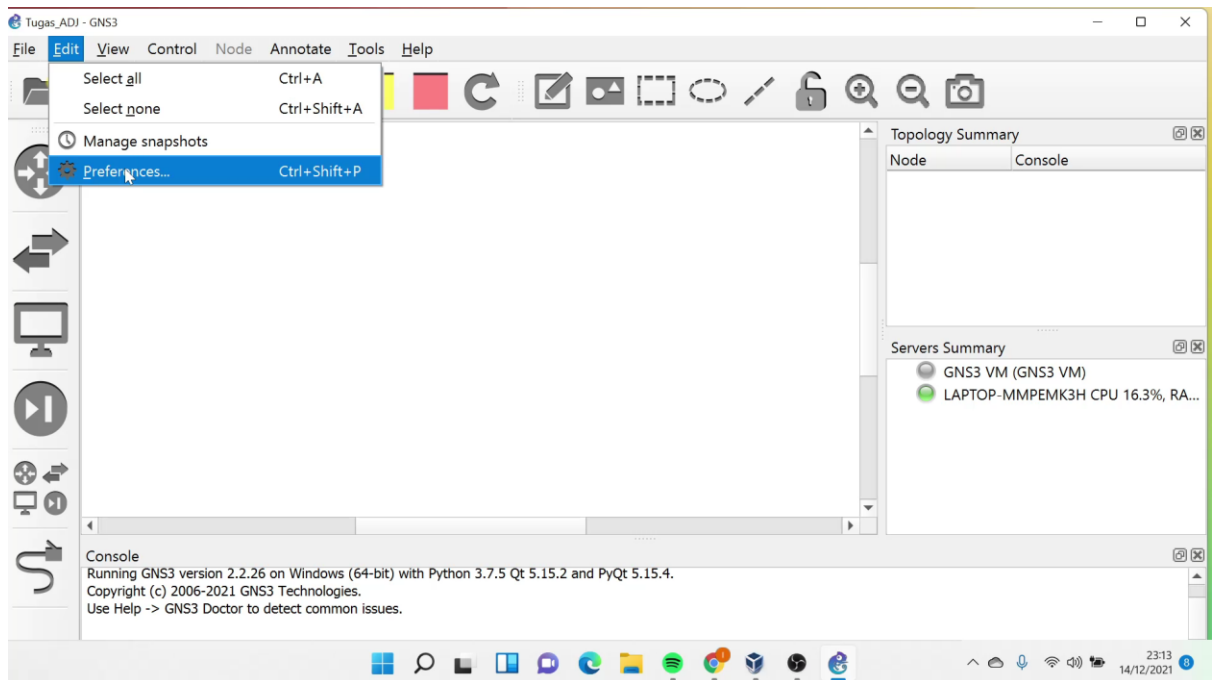 Tugas_ADJ - GNS3
File Edit View Control Node Annotate Tools Help
Select all Ctrl+A
Select none Ctrl+Shift+A
Manage snapshots
Preferences... Ctrl+Shift+P
Topology Summary
Node Console
Servers Summary
GNS3 VM (GNS3 VM)
LAPTOP-MMPEMK3H CPU 16.3%, RA...
Console
Running GNS3 version 2.2.26 on Windows (64-bit) with Python 3.7.5 Qt 5.15.2 and PyQt 5.15.4.
Copyright (c) 2006-2021 GNS3 Technologies.
Use Help -> GNS3 Doctor to detect common issues.
23:13
14/12/2021 8